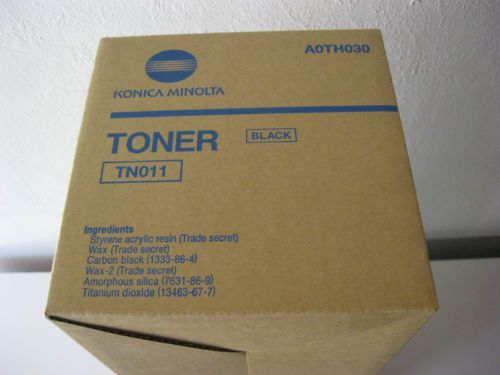 A0TH030
KONICA MINOLTA
TONER
BLACK
TN011
Ingredients
Styrene acrylic resin (Trade secret)
Wax (Trade secret)
Carbon black (1333-86-4)
Wax-2 (Trade secret)
Amorphous silica (7631-86-9)
Titanium dioxide (13463-67-7)